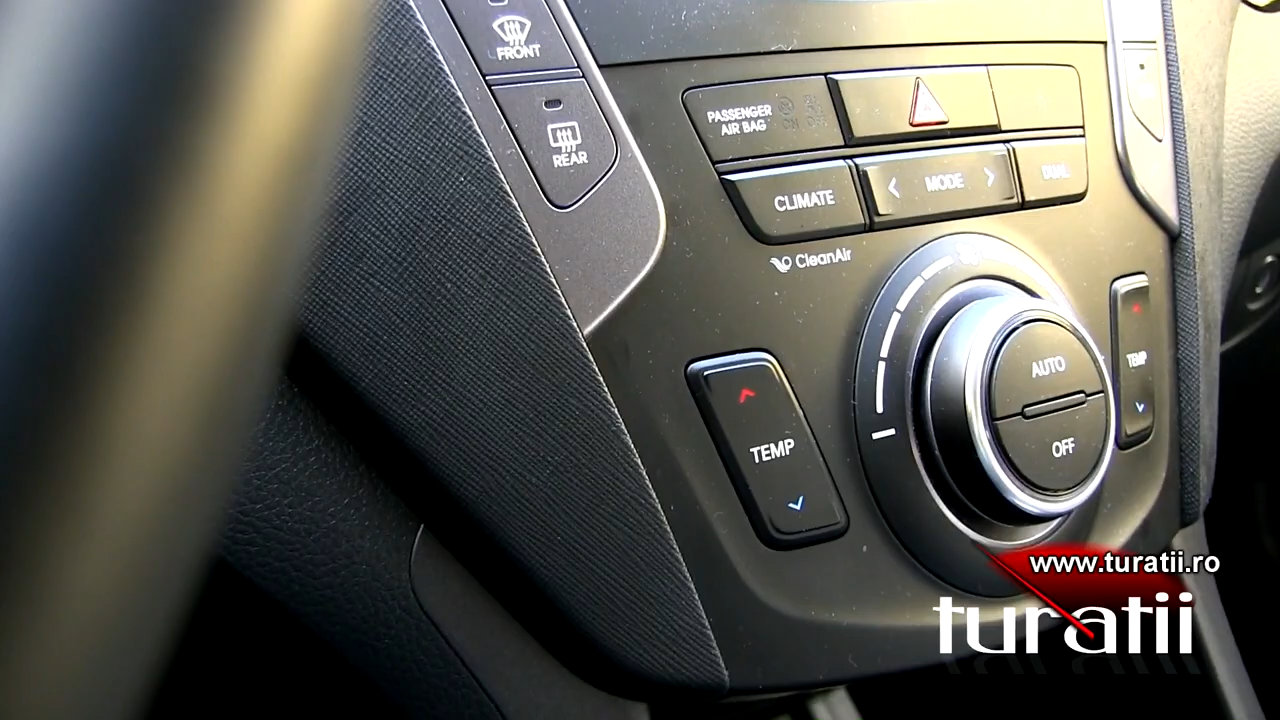 FRONT
REAR
PASSENGER
AIR BAG
CLIMATE
MODE
DUAL
CleanAir
AUTO
OFF
TEMP
TEMP
www.turatii.ro
turatii